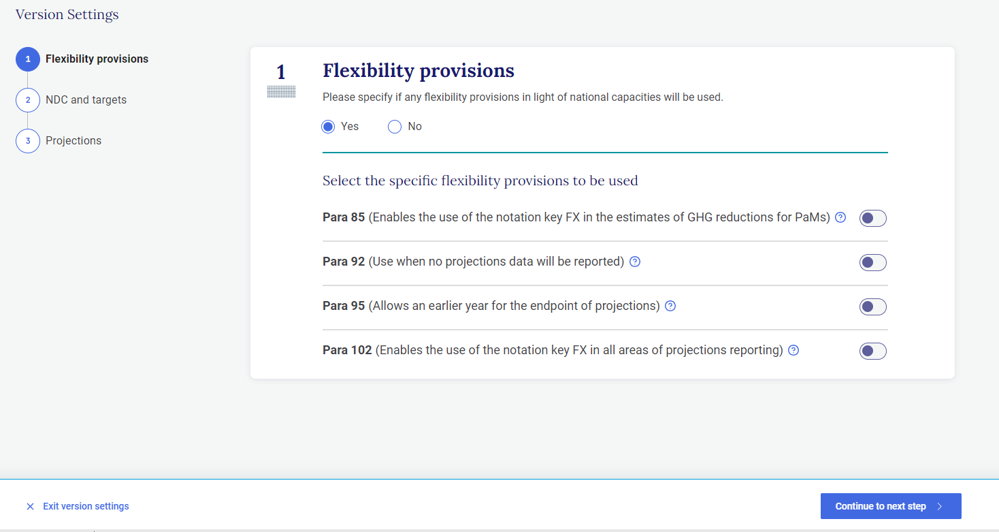 Version Settings
1 Flexibility provisions
2 NDC and targets
3 Projections
1
Flexibility provisions
Please specify if any flexibility provisions in light of national capacities will be used.
Yes No
Select the specific flexibility provisions to be used
Para 85 (Enables the use of the notation key FX in the estimates of GHG reductions for PaMs) ?
Para 92 (Use when no projections data will be reported) ?
Para 95 (Allows an earlier year for the endpoint of projections) ?
Para 102 (Enables the use of the notation key FX in all areas of projections reporting) ?
Exit version settings
Continue to next step